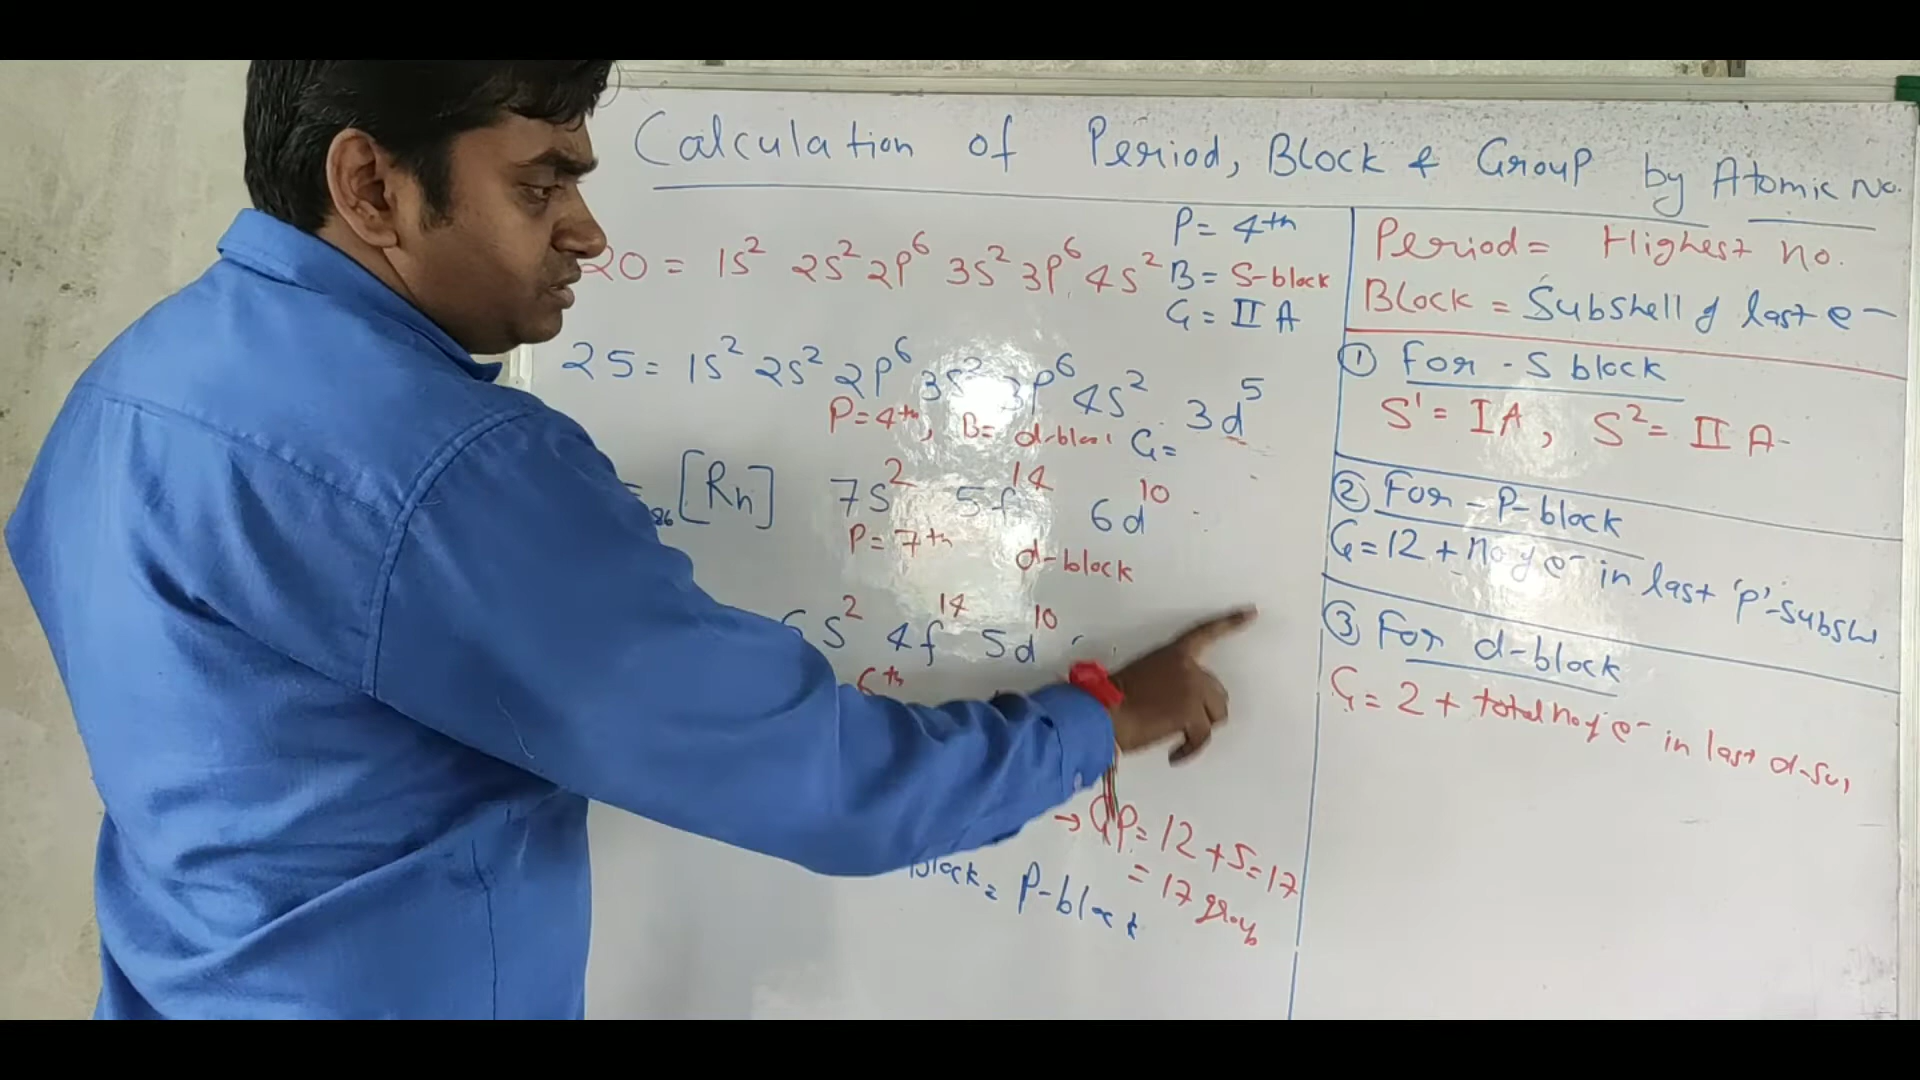 Calculation of Period, Block & Group by Atomic No.
20 = 1s² 2s² 2p⁶ 3s² 3p⁶ 4s²
P = 4th
B = S-block
G = II A
25 = 1s² 2s² 2p⁶ 3s² 3p⁶ 4s² 3d⁵
P = 4th, B = G =
= 86[Rn] 7s² 5f¹⁴ 6d¹⁰
P = 7th d-block
6s² 4f¹⁴ 5d¹⁰
6th
→ GP = 12 + 5 = 17
= 17 group
Block = P-block
Period = Highest no.
Block = Subshell of last e-
① For - S block
S¹ = I A, S² = II A
② For - P-block
G = 12 + no of e- in last 'p'-subsh
③ For d-block
G = 2 + total no of e- in last d-su